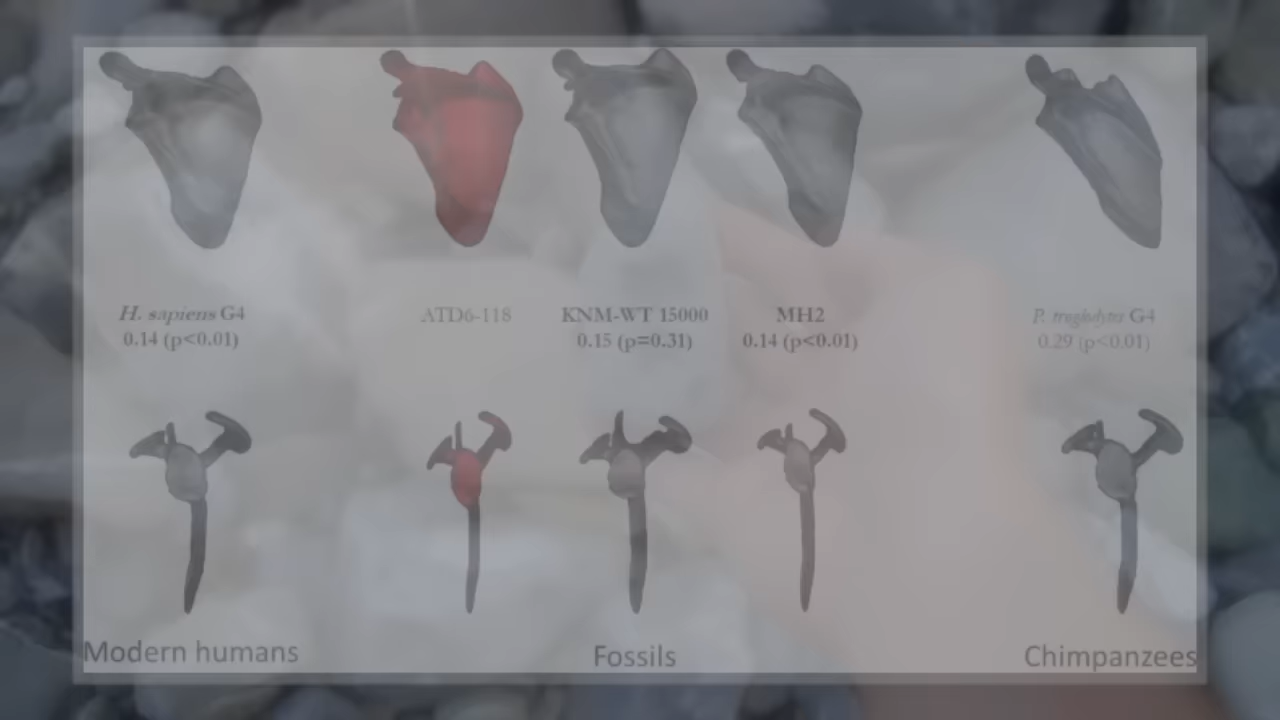 H. sapiens G4
0.14 (p<0.01)
ATD6-118
KNM-WT 15000
0.15 (p=0.31)
MH2
0.14 (p<0.01)
P. troglodytes G4
0.29 (p<0.01)
Modern humans
Fossils
Chimpanzees